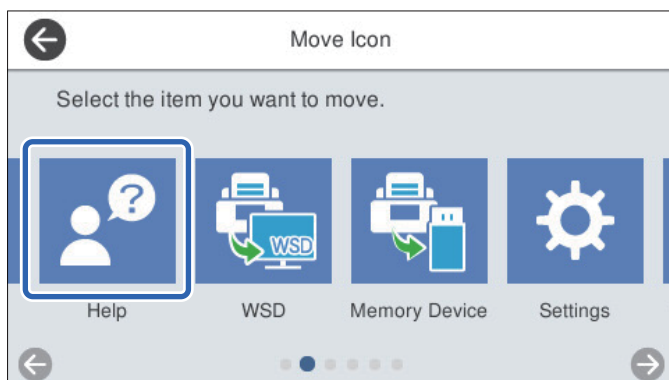 Move Icon
Select the item you want to move.
?
WSD
Help
WSD
Memory Device
Settings